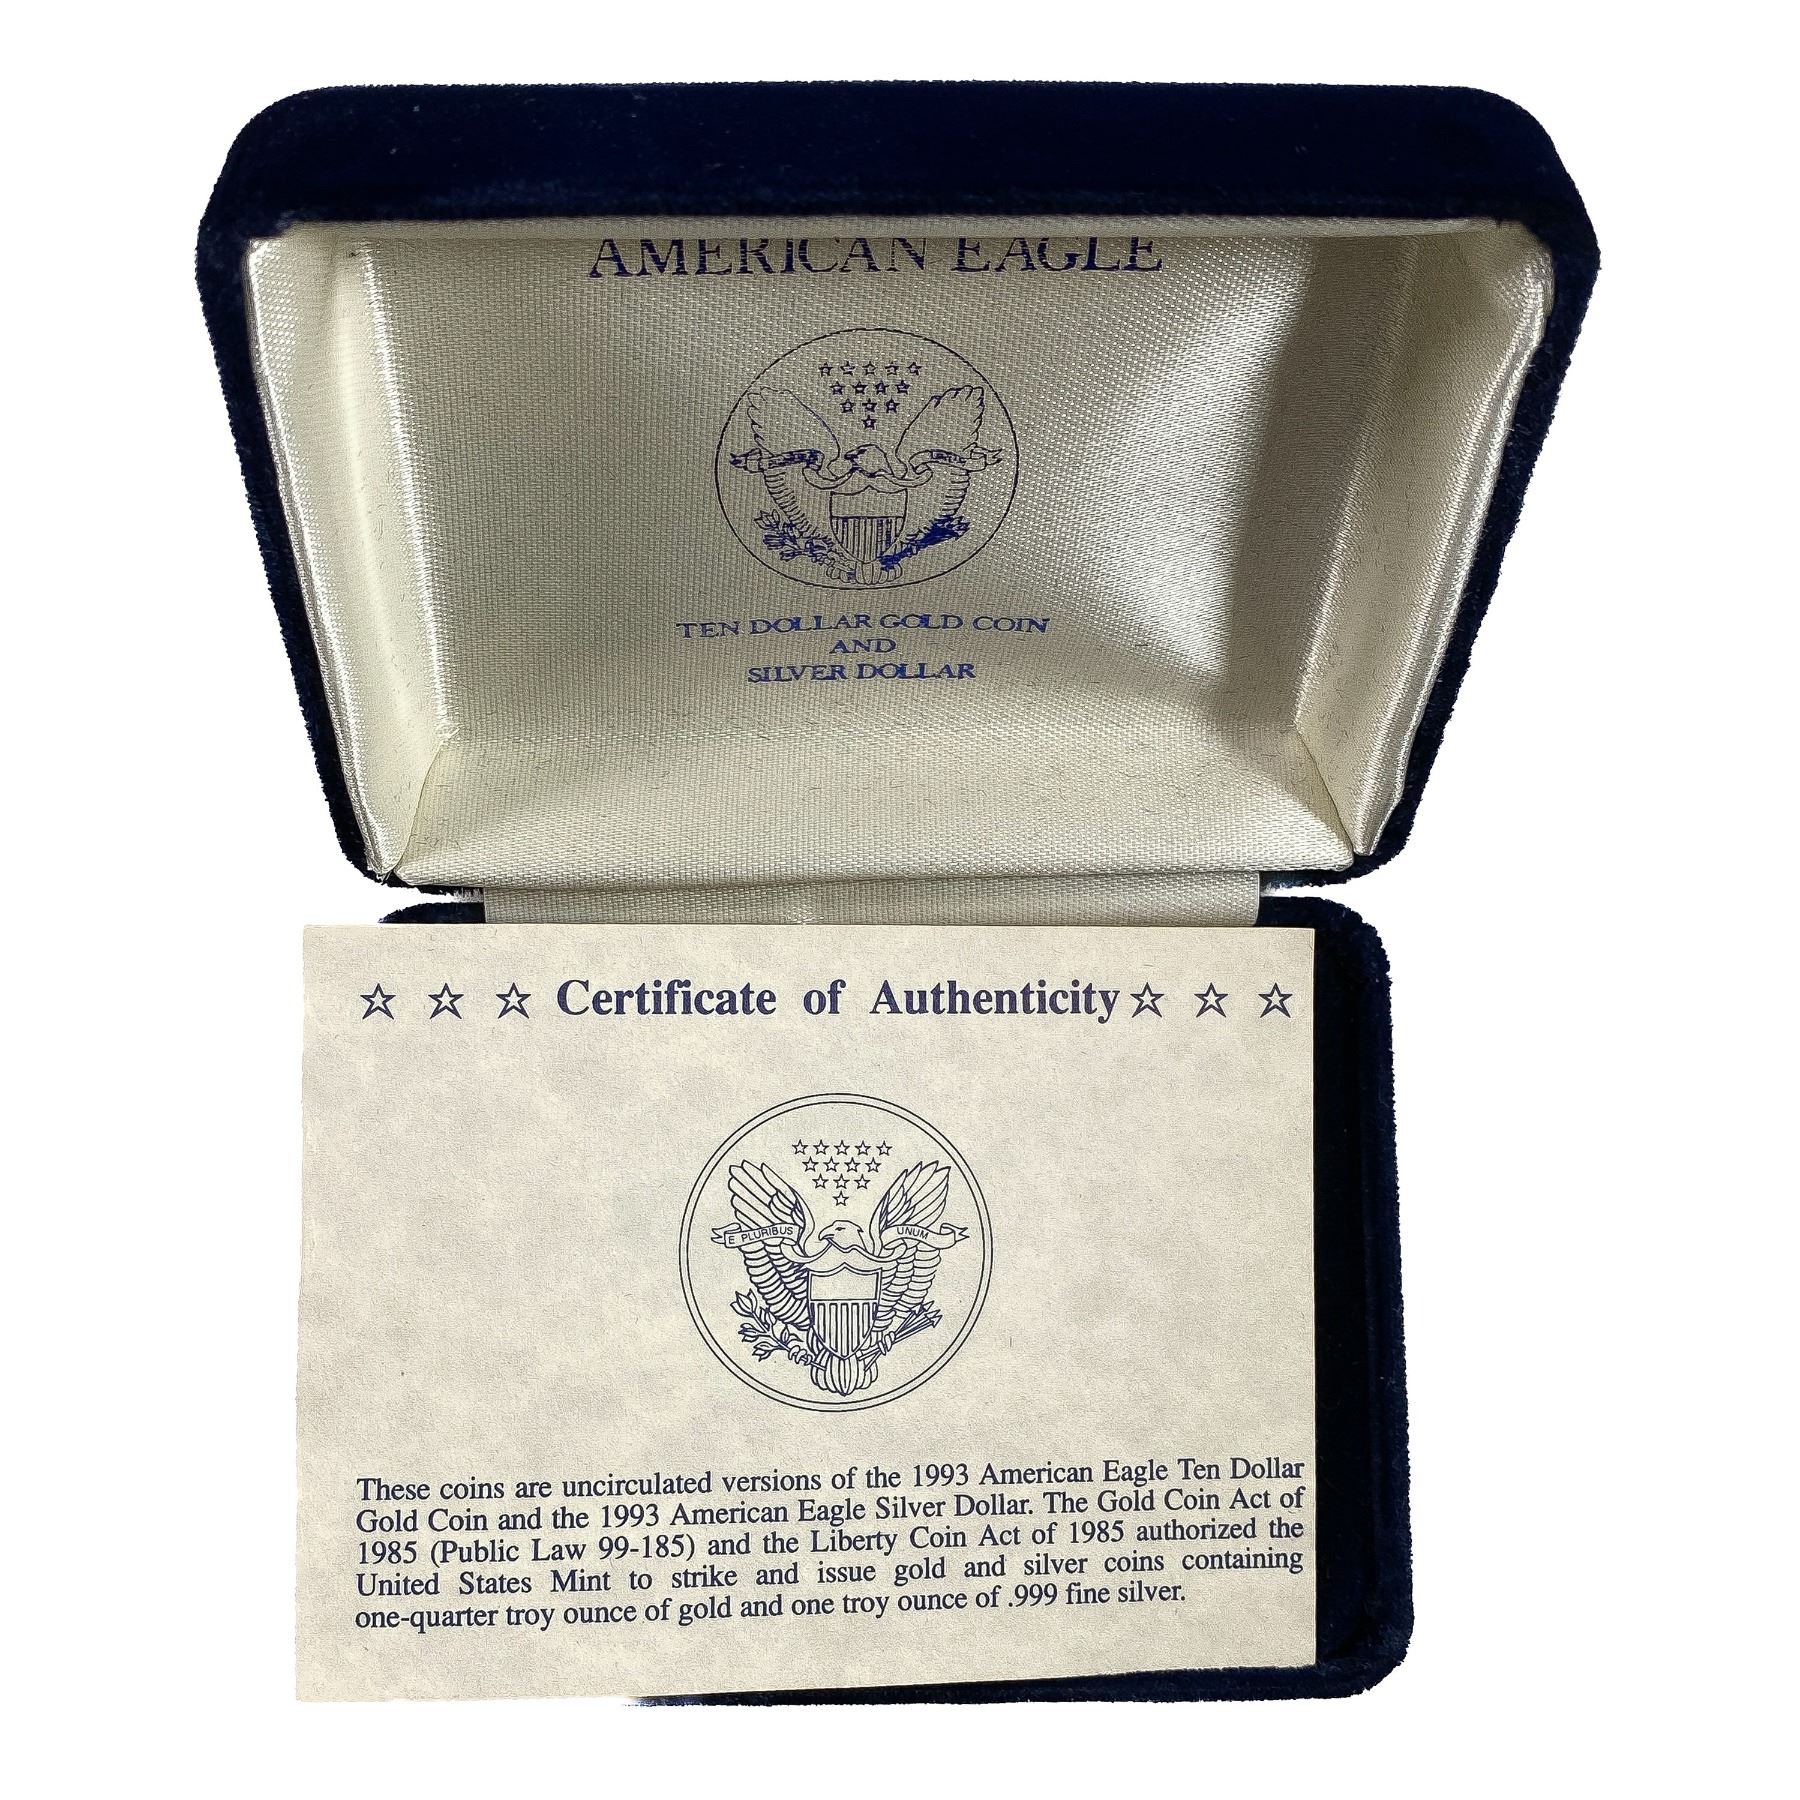 AMERICAN EAGLE
TEN DOLLAR GOLD COIN
AND
SILVER DOLLAR
☆ ☆ ☆ Certificate of Authenticity ☆ ☆ ☆
E PLURIBUS UNUM
These coins are uncirculated versions of the 1993 American Eagle Ten Dollar
Gold Coin and the 1993 American Eagle Silver Dollar. The Gold Coin Act of
1985 (Public Law 99-185) and the Liberty Coin Act of 1985 authorized the
United States Mint to strike and issue gold and silver coins containing
one-quarter troy ounce of gold and one troy ounce of .999 fine silver.